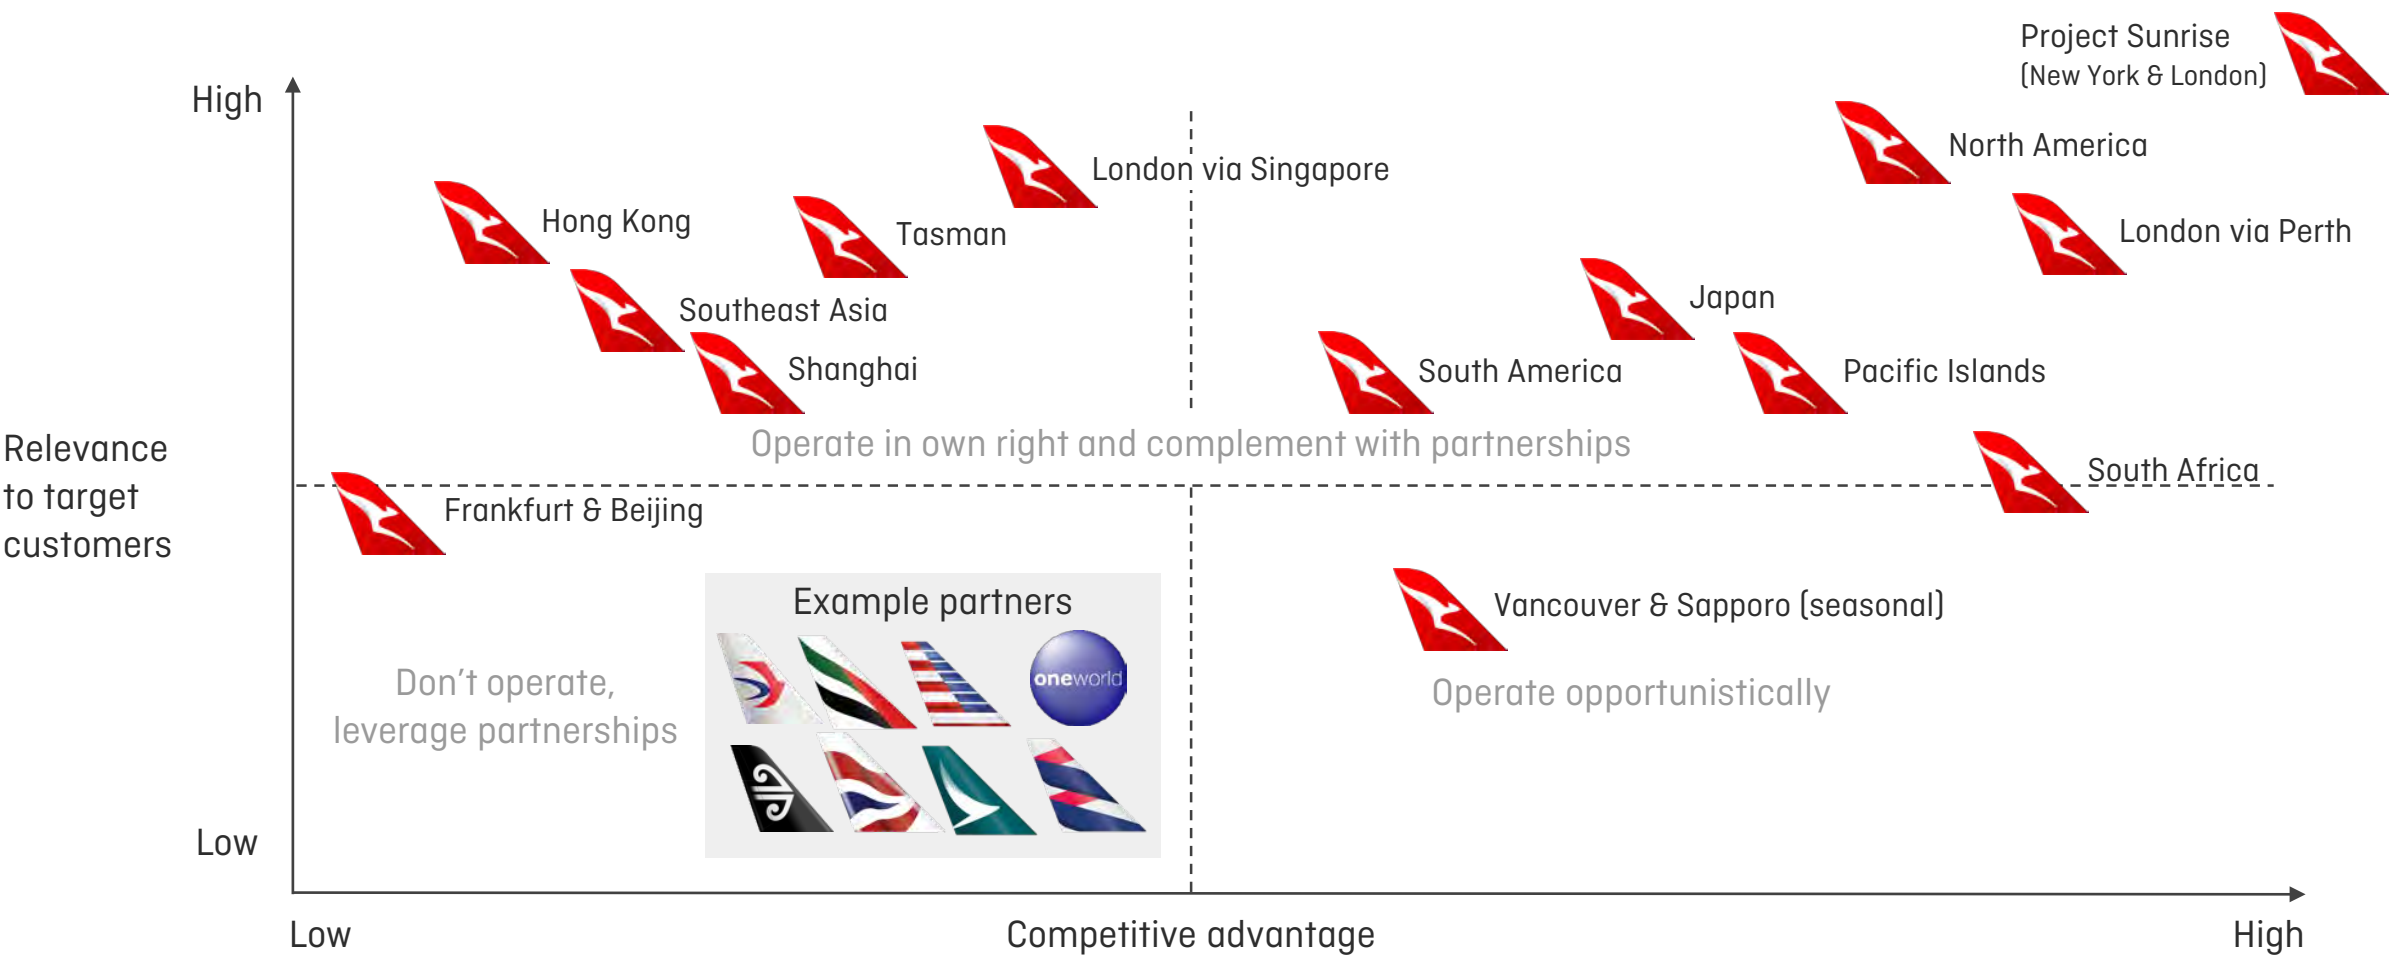 Project Sunrise
(New York & London)
High
North America
London via Singapore
Hong Kong
Tasman
London via Perth
Southeast Asia
Japan
Shanghai
South America
Pacific Islands
Operate in own right and complement with partnerships
Relevance
to target
customers
South Africa
Frankfurt & Beijing
Example partners
oneworld
Vancouver & Sapporo (seasonal)
Don't operate,
leverage partnerships
Operate opportunistically
Low
Low
Competitive advantage
High